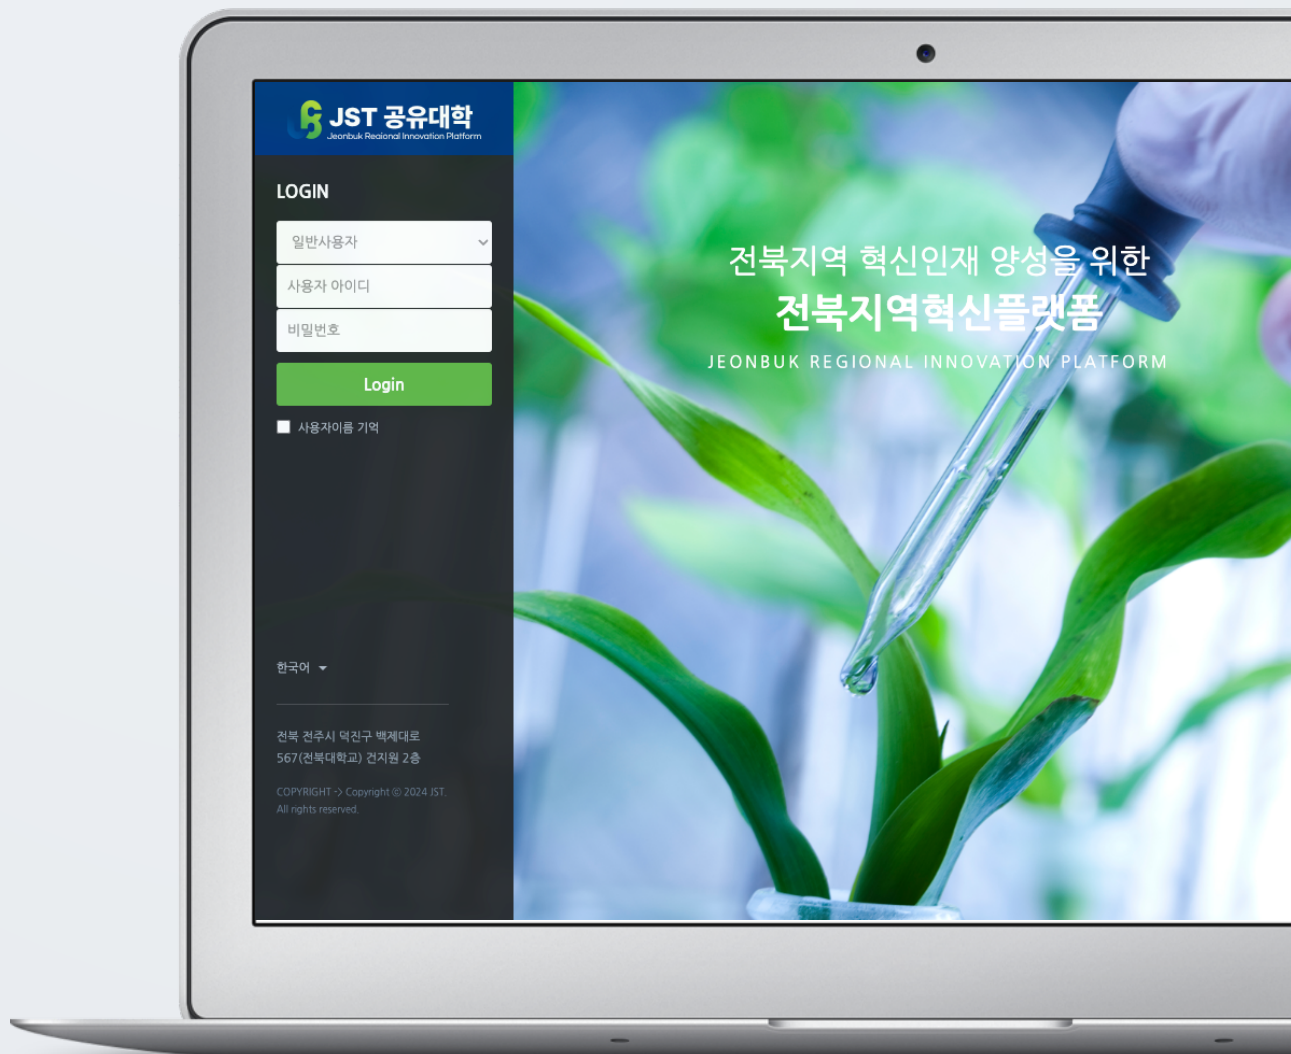 JST 공유대학
Jeonbuk Regional Innovation Platform
LOGIN
일반사용자
사용자 아이디
비밀번호
Login
사용자이름 기억
한국어
전북 전주시 덕진구 백제대로
567(전북대학교) 건지원 2층
COPYRIGHT -> Copyright ⓒ 2024 JST.
All rights reserved.
전북지역 혁신인재 양성을 위한
전북지역혁신플랫폼
JEONBUK REGIONAL INNOVATION PLATFORM